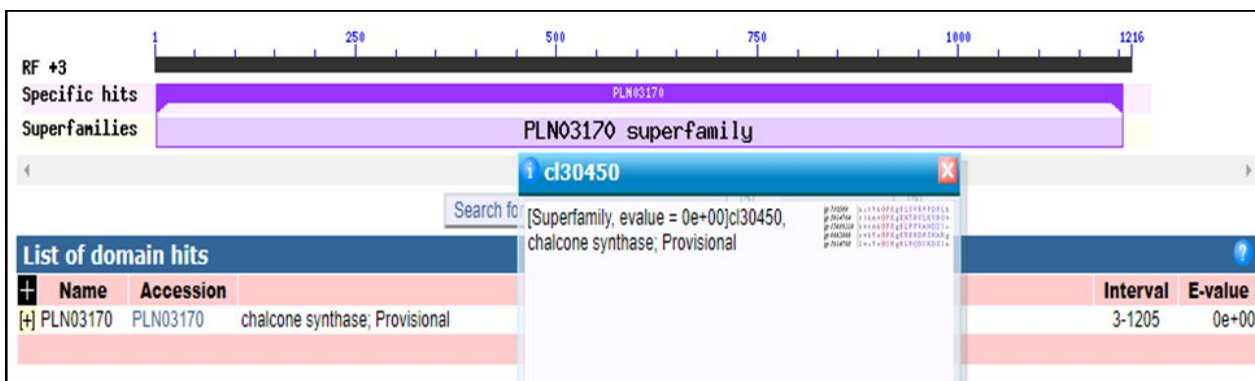 1 250 500 750 1000 1216
RF +3
Specific hits PLN03170
Superfamilies PLN03170 superfamily
cl30450
Search for
[Superfamily, evalue = 0e+00]cl30450,
chalcone synthase; Provisional
List of domain hits ?
+ Name Accession Interval E-value
[+] PLN03170 PLN03170 chalcone synthase; Provisional 3-1205 0e+00